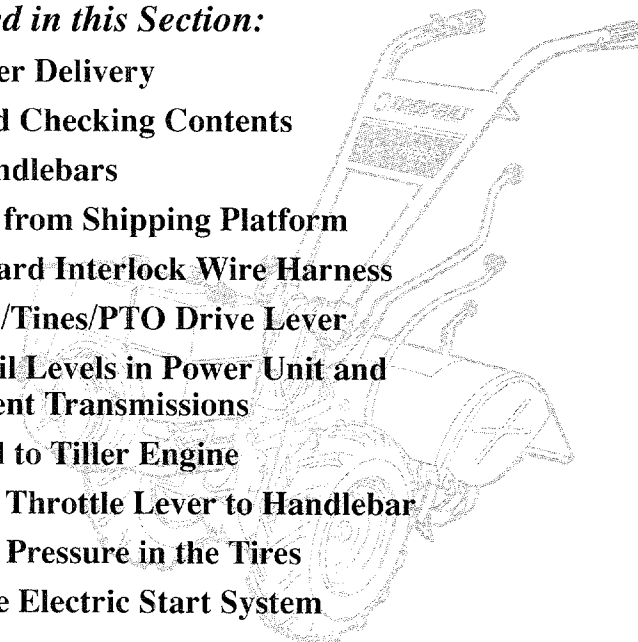 d in this Section:
er Delivery
d Checking Contents
ndlebars
from Shipping Platform
ard Interlock Wire Harness
/Tines/PTO Drive Lever
il Levels in Power Unit and
ent Transmissions
l to Tiller Engine
Throttle Lever to Handlebar
Pressure in the Tires
e Electric Start System